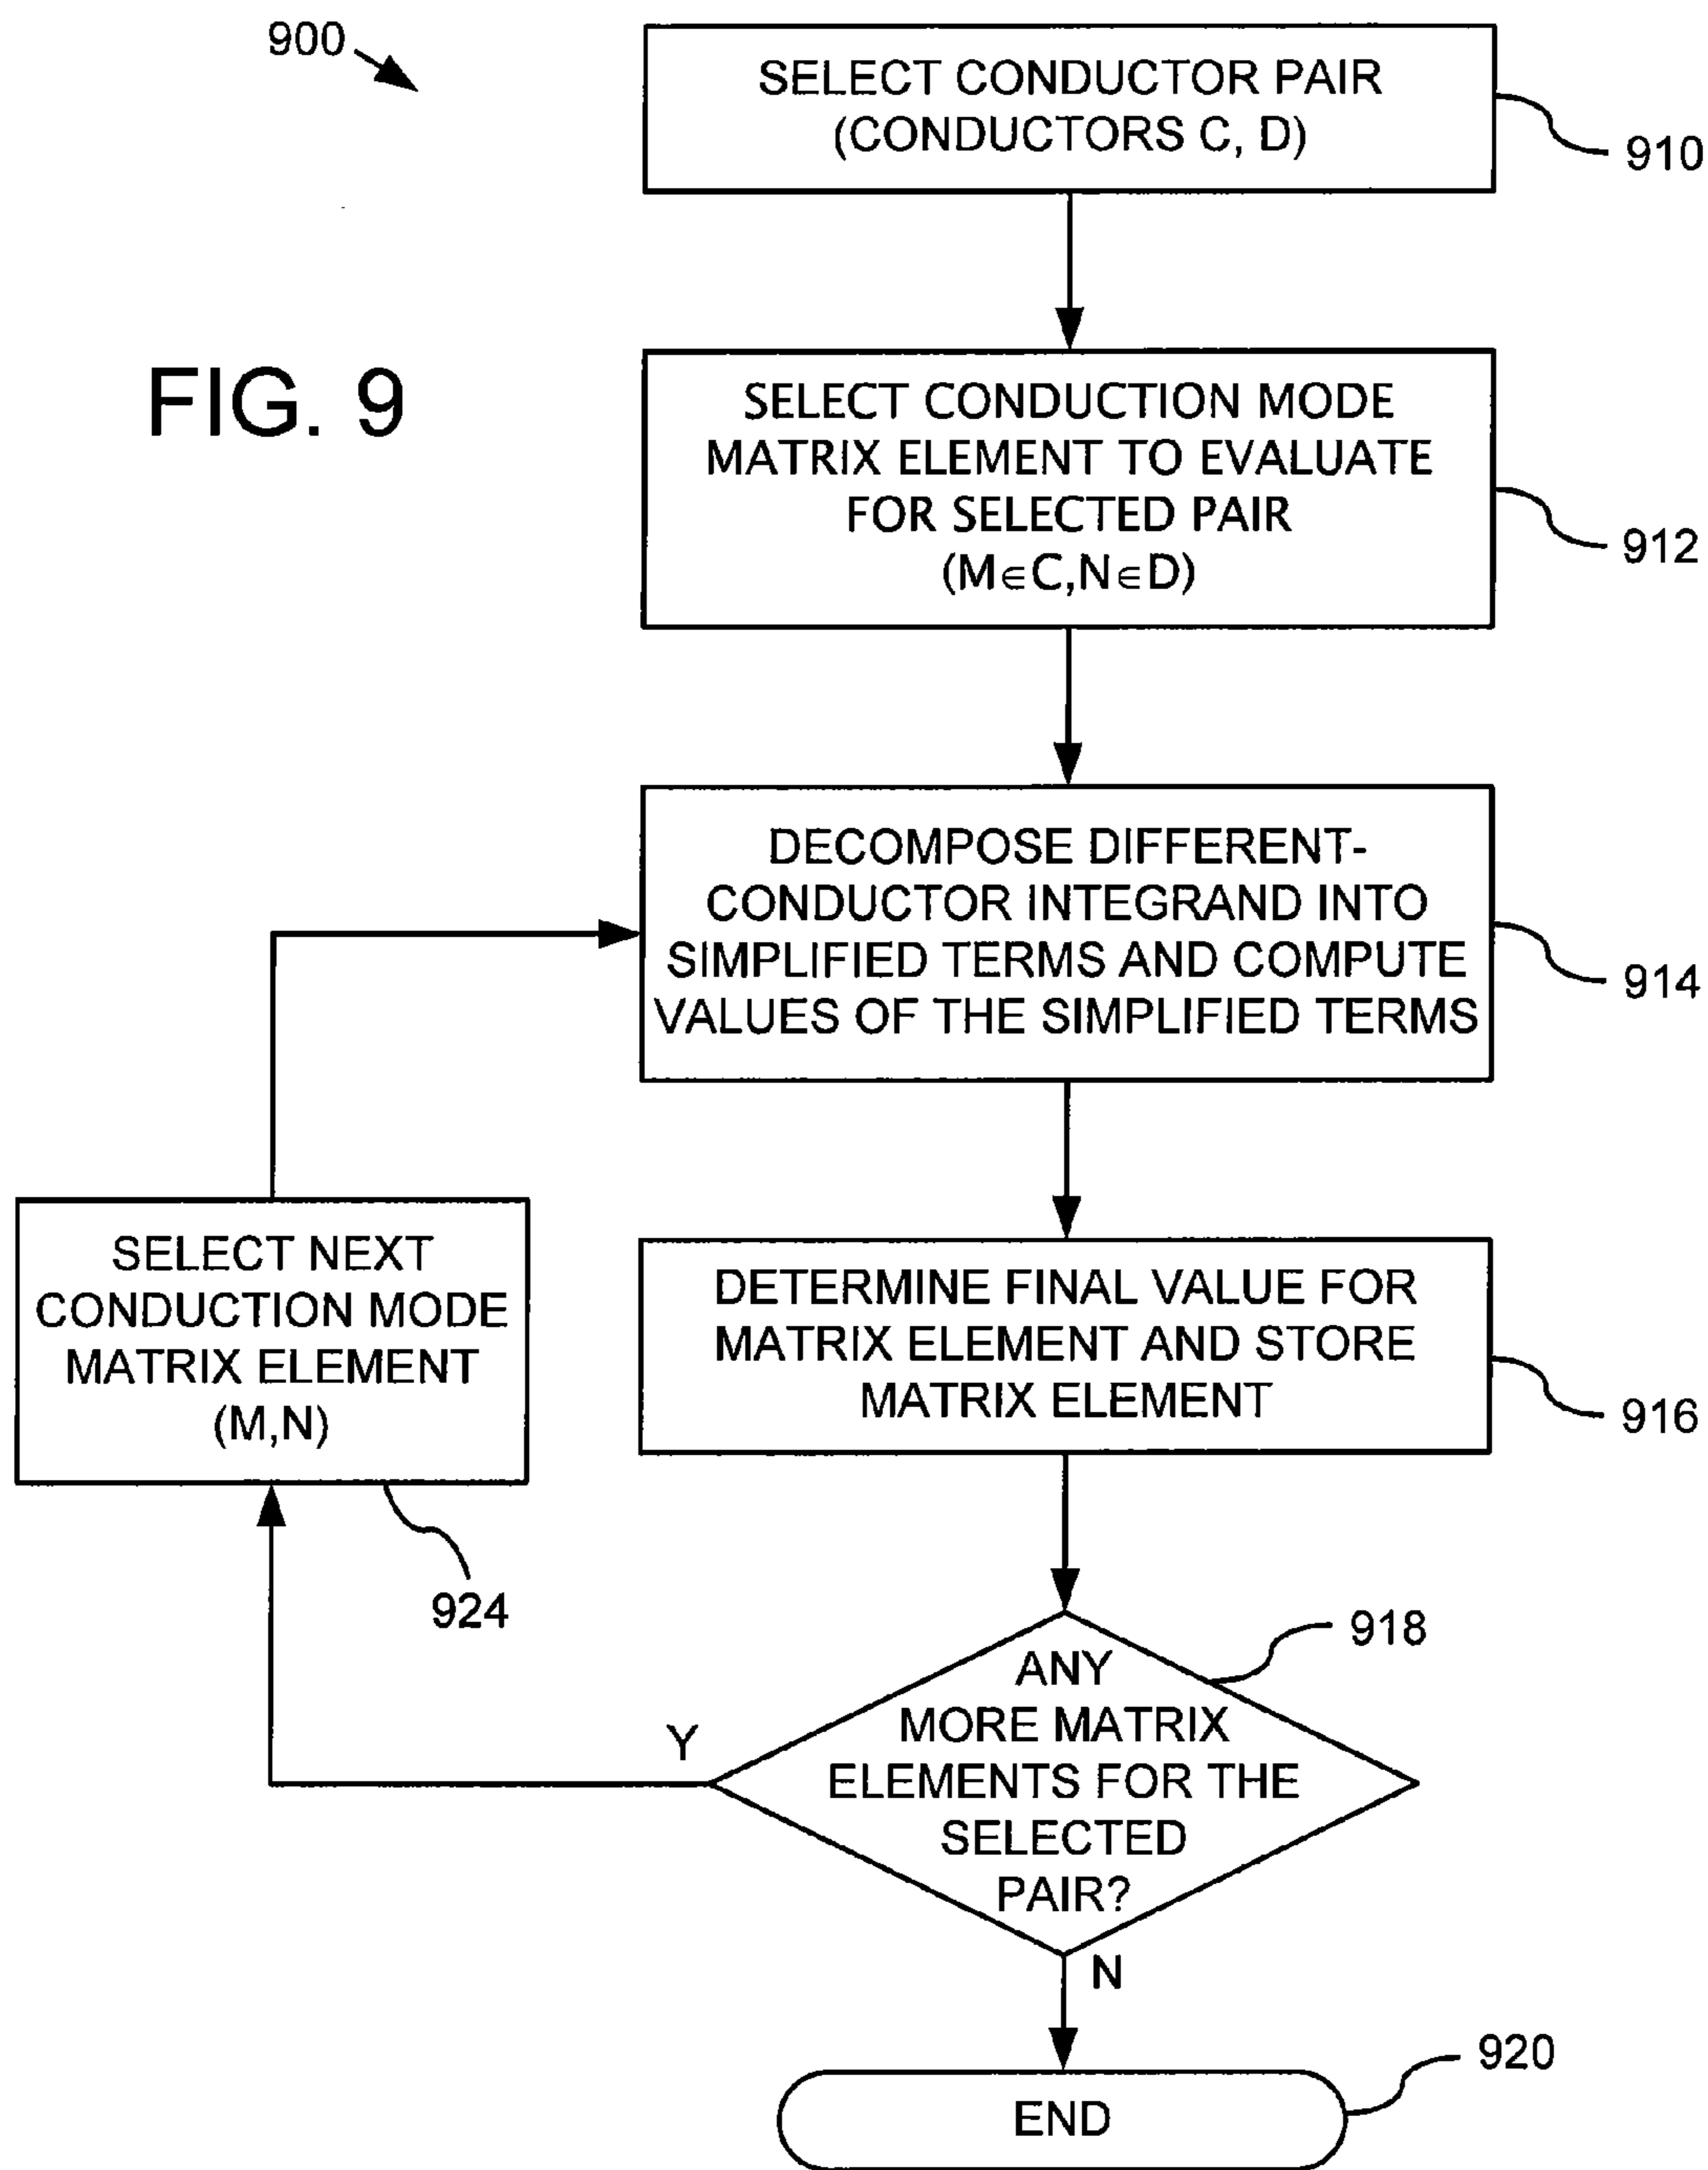 900
SELECT CONDUCTOR PAIR
(CONDUCTORS C, D)
910
FIG. 9
SELECT CONDUCTION MODE
MATRIX ELEMENT TO EVALUATE
FOR SELECTED PAIR
(M∈C,N∈D)
912
DECOMPOSE DIFFERENT-
CONDUCTOR INTEGRAND INTO
SIMPLIFIED TERMS AND COMPUTE
VALUES OF THE SIMPLIFIED TERMS
914
SELECT NEXT
CONDUCTION MODE
MATRIX ELEMENT
(M,N)
924
DETERMINE FINAL VALUE FOR
MATRIX ELEMENT AND STORE
MATRIX ELEMENT
916
ANY
MORE MATRIX
ELEMENTS FOR THE
SELECTED
PAIR?
918
Y
N
END
920